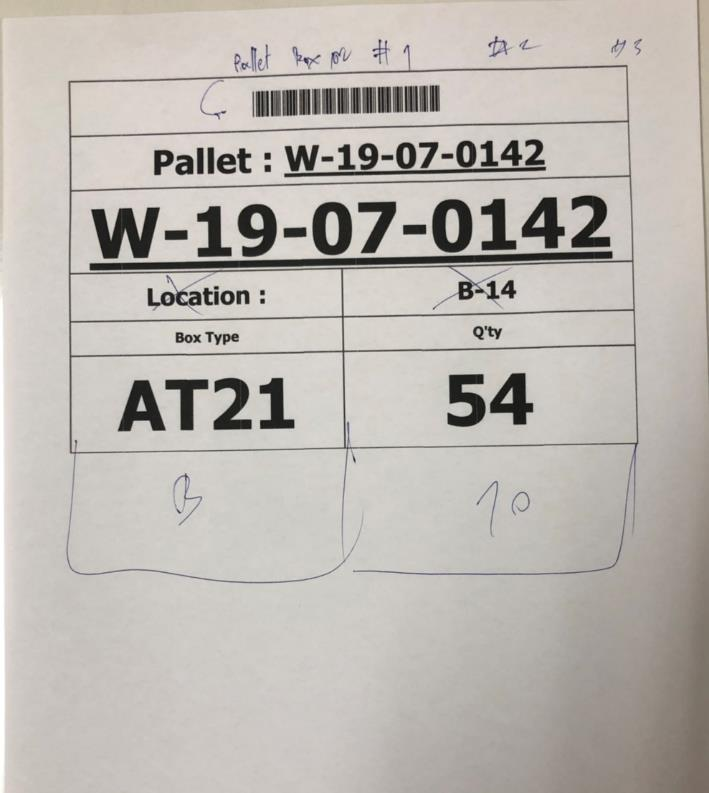 Pallet Box no #1 #2 #3
Pallet : W-19-07-0142
W-19-07-0142
Location : B-14
Box Type Q'ty
AT21 54
B 10